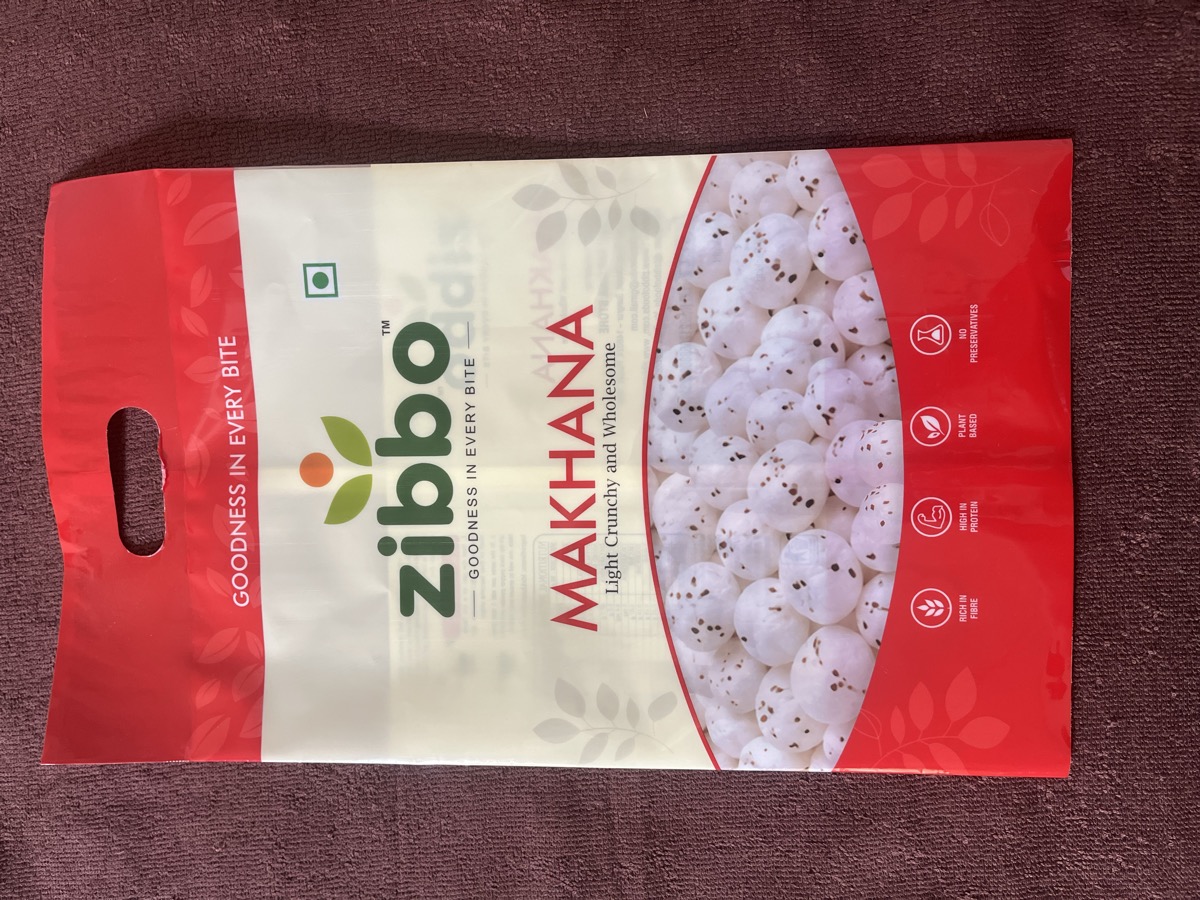 GOODNESS IN EVERY BITE
zibbo™
GOODNESS IN EVERY BITE
MAKHANA
Light Crunchy and Wholesome
RICH IN
FIBRE
HIGH IN
PROTEIN
PLANT
BASED
NO
PRESERVATIVES